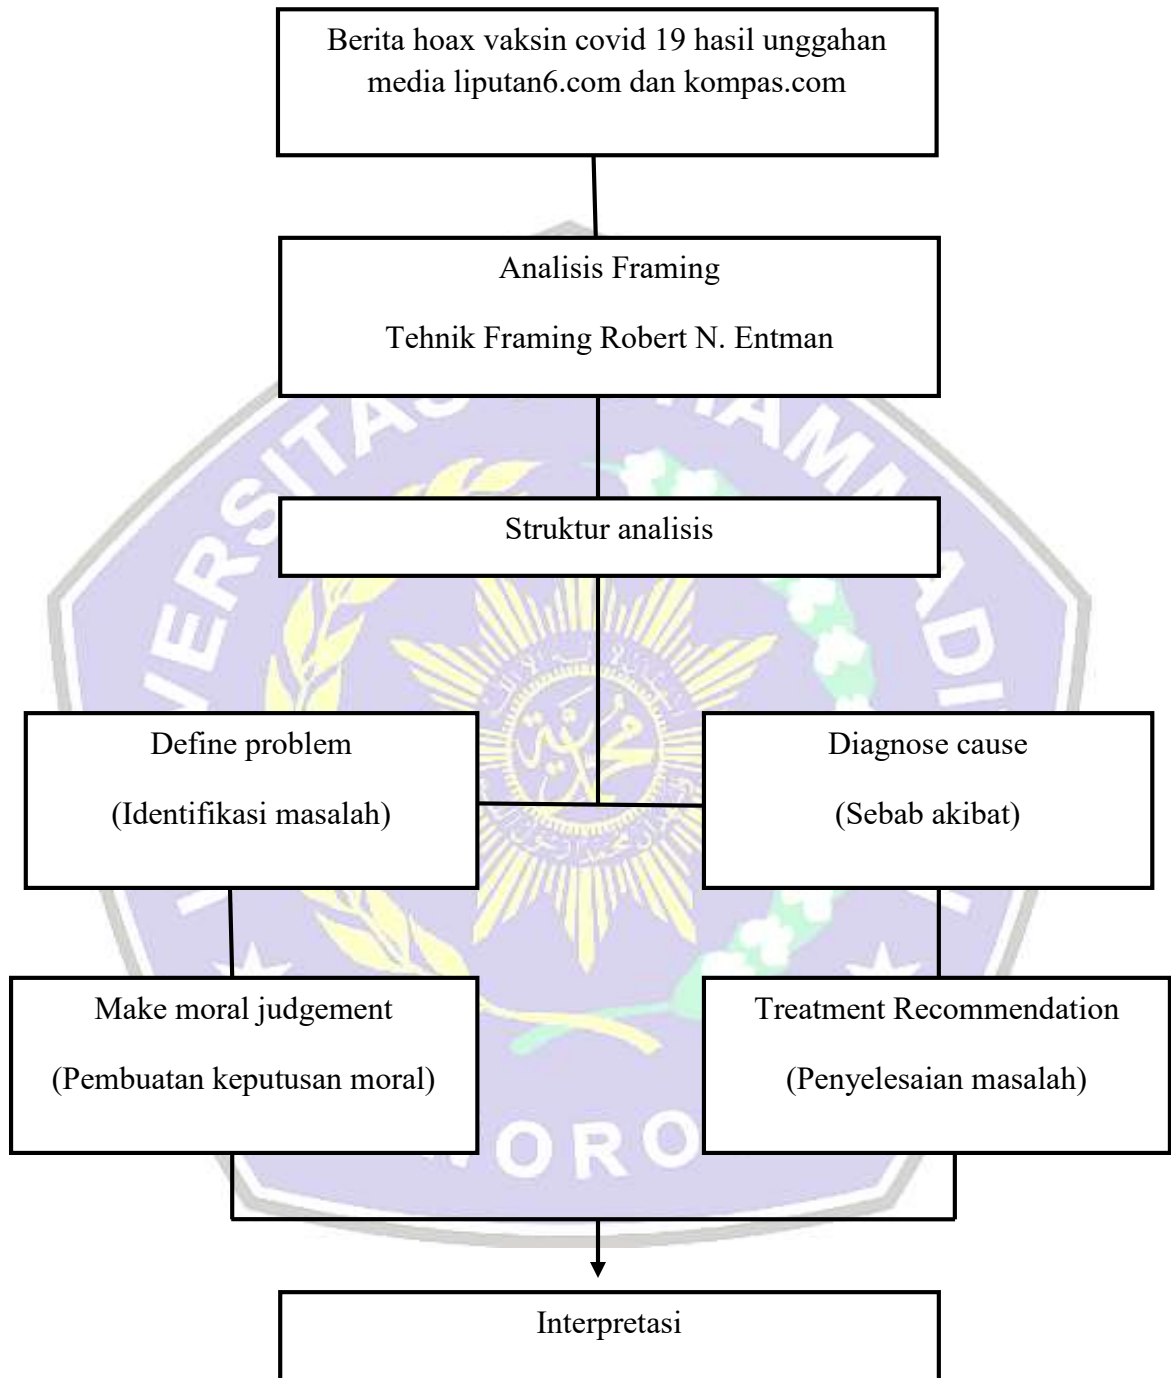 Berita hoax vaksin covid 19 hasil unggahan
media liputan6.com dan kompas.com
Analisis Framing
Tehnik Framing Robert N. Entman
Struktur analisis
Define problem
(Identifikasi masalah)
Diagnose cause
(Sebab akibat)
Make moral judgement
(Pembuatan keputusan moral)
Treatment Recommendation
(Penyelesaian masalah)
Interpretasi